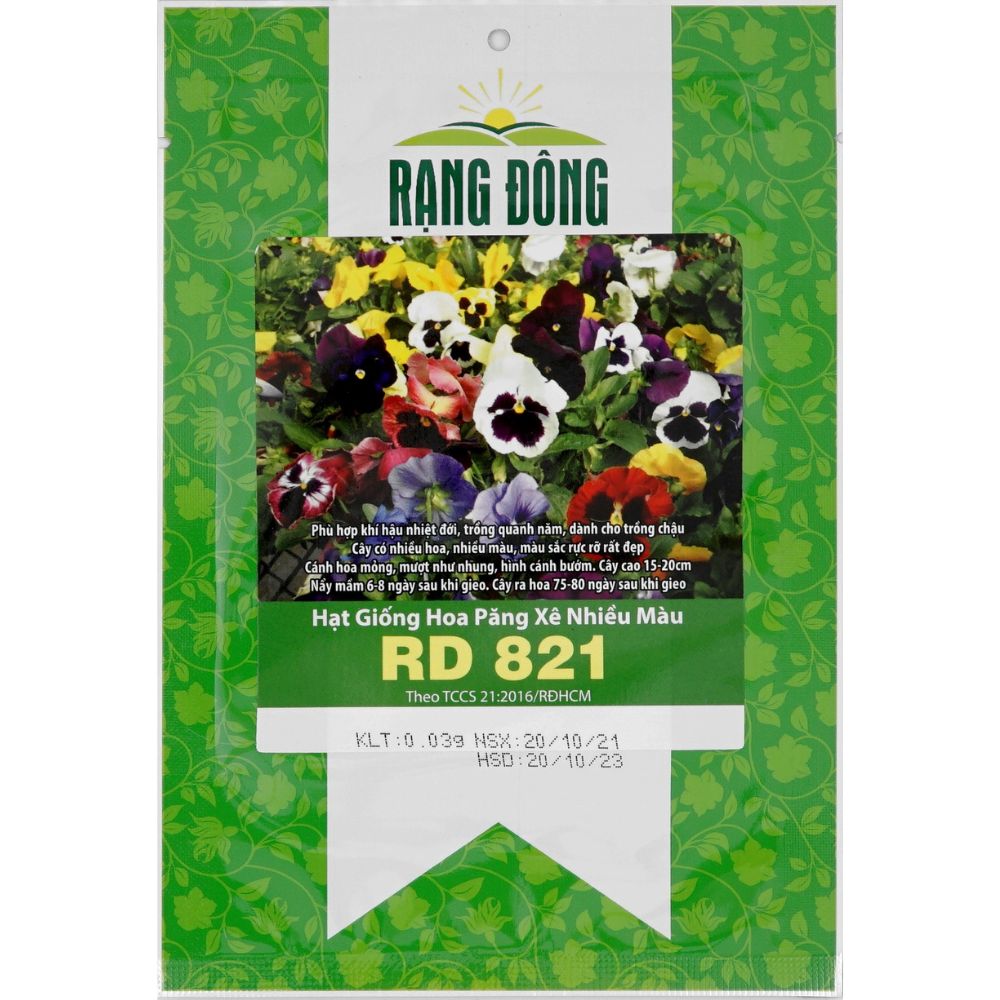 RẠNG ĐÔNG
Phù hợp khí hậu nhiệt đới, trồng quanh năm, dành cho trồng chậu
Cây có nhiều hoa, nhiều màu, màu sắc rực rỡ rất đẹp
Cánh hoa mỏng, mượt như nhung, hình cánh bướm. Cây cao 15-20cm
Nẩy mầm 6-8 ngày sau khi gieo. Cây ra hoa 75-80 ngày sau khi gieo
Hạt Giống Hoa Păng Xê Nhiều Màu
RD 821
Theo TCCS 21:2016/RĐHCM
KLT:0.03g NSX:20/10/21
HSD:20/10/23